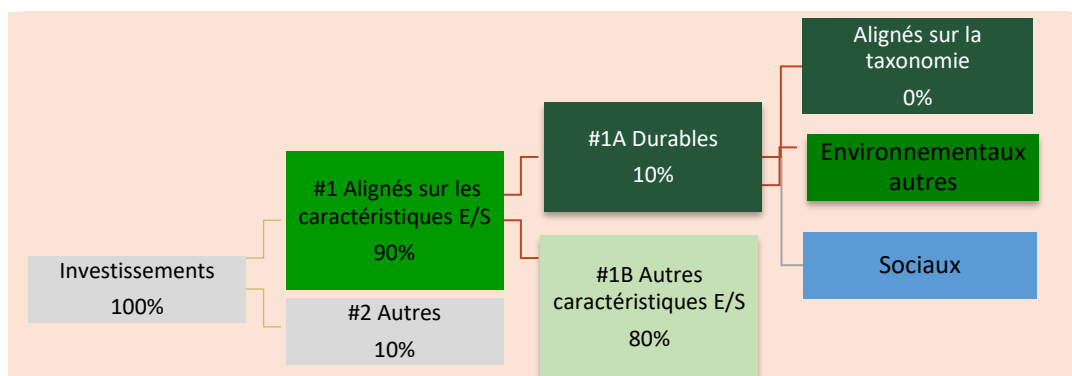 Investissements
100%
#1 Alignés sur les
caractéristiques E/S
90%
#2 Autres
10%
#1A Durables
10%
#1B Autres
caractéristiques E/S
80%
Alignés sur la
taxonomie
0%
Environnementaux
autres
Sociaux